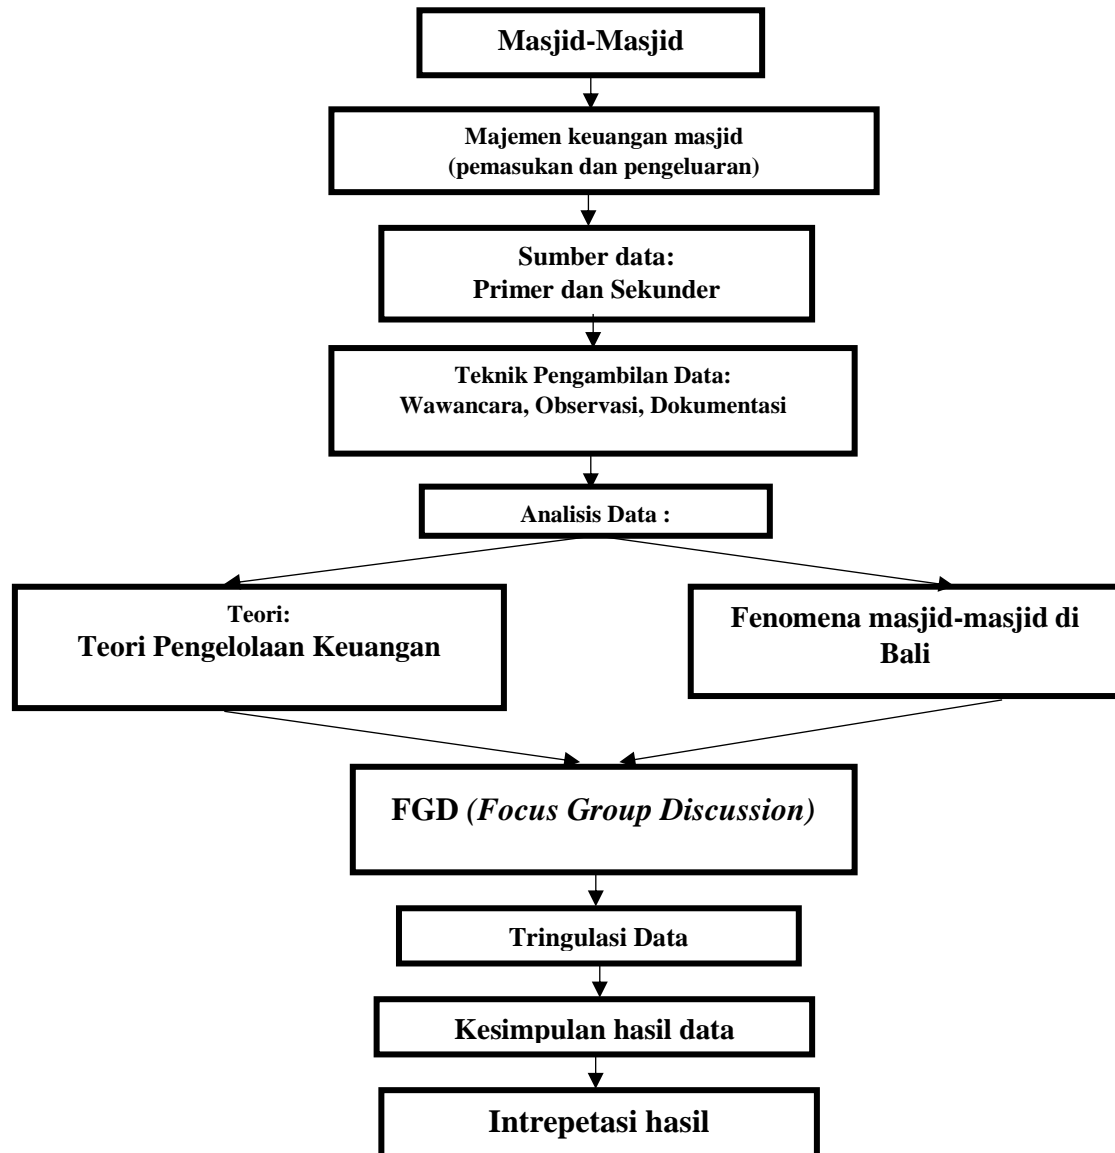 Masjid-Masjid
Majemen keuangan masjid
(pemasukan dan pengeluaran)
Sumber data:
Primer dan Sekunder
Teknik Pengambilan Data:
Wawancara, Observasi, Dokumentasi
Analisis Data :
Teori:
Teori Pengelolaan Keuangan
Fenomena masjid-masjid di
Bali
FGD (Focus Group Discussion)
Tringulasi Data
Kesimpulan hasil data
Intrepetasi hasil